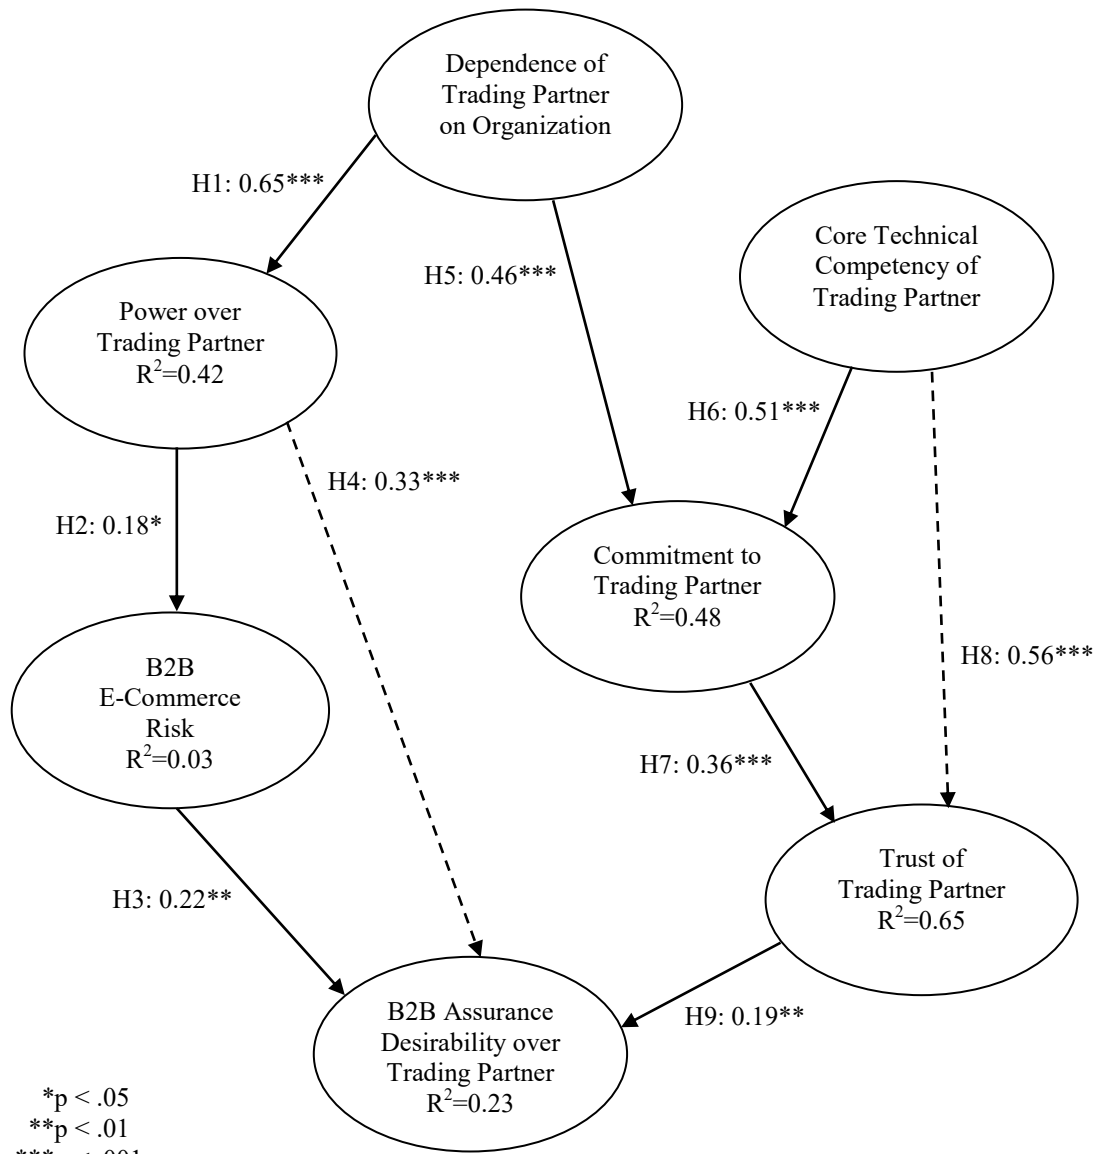 Dependence of
Trading Partner
on Organization
H1: 0.65***
Core Technical
Competency of
Trading Partner
H5: 0.46***
Power over
Trading Partner
R²=0.42
H6: 0.51***
H4: 0.33***
H2: 0.18*
Commitment to
Trading Partner
R²=0.48
B2B
E-Commerce
Risk
R²=0.03
H8: 0.56***
H7: 0.36***
Trust of
Trading Partner
R²=0.65
H3: 0.22**
H9: 0.19**
B2B Assurance
Desirability over
Trading Partner
R²=0.23
*p < .05
**p < .01